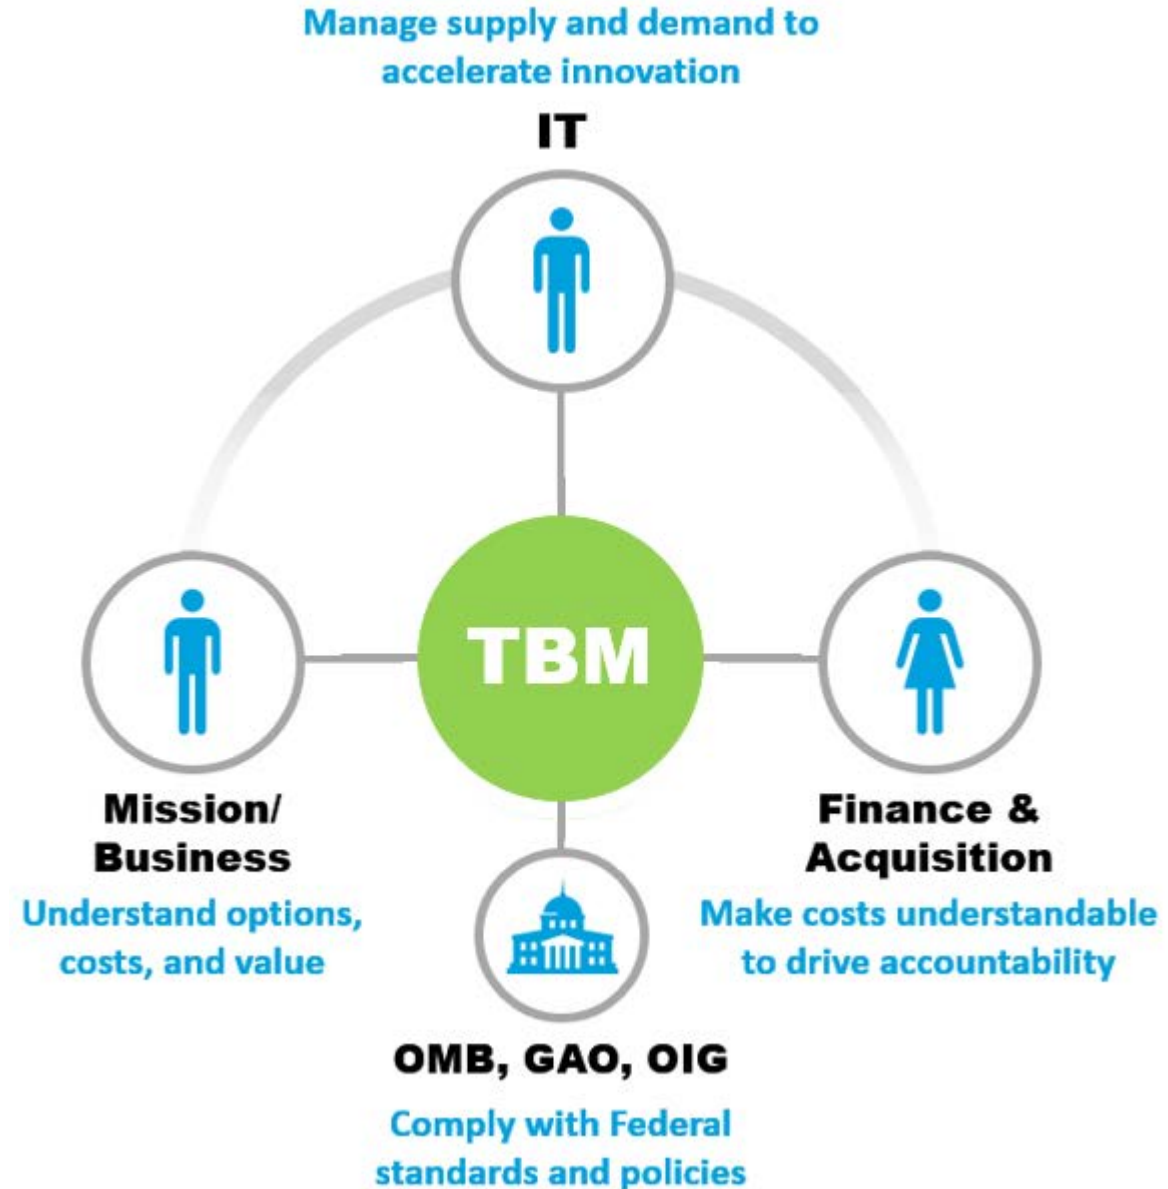 Manage supply and demand to
accelerate innovation
IT
TBM
Mission/
Business
Understand options,
costs, and value
Finance &
Acquisition
Make costs understandable
to drive accountability
OMB, GAO, OIG
Comply with Federal
standards and policies